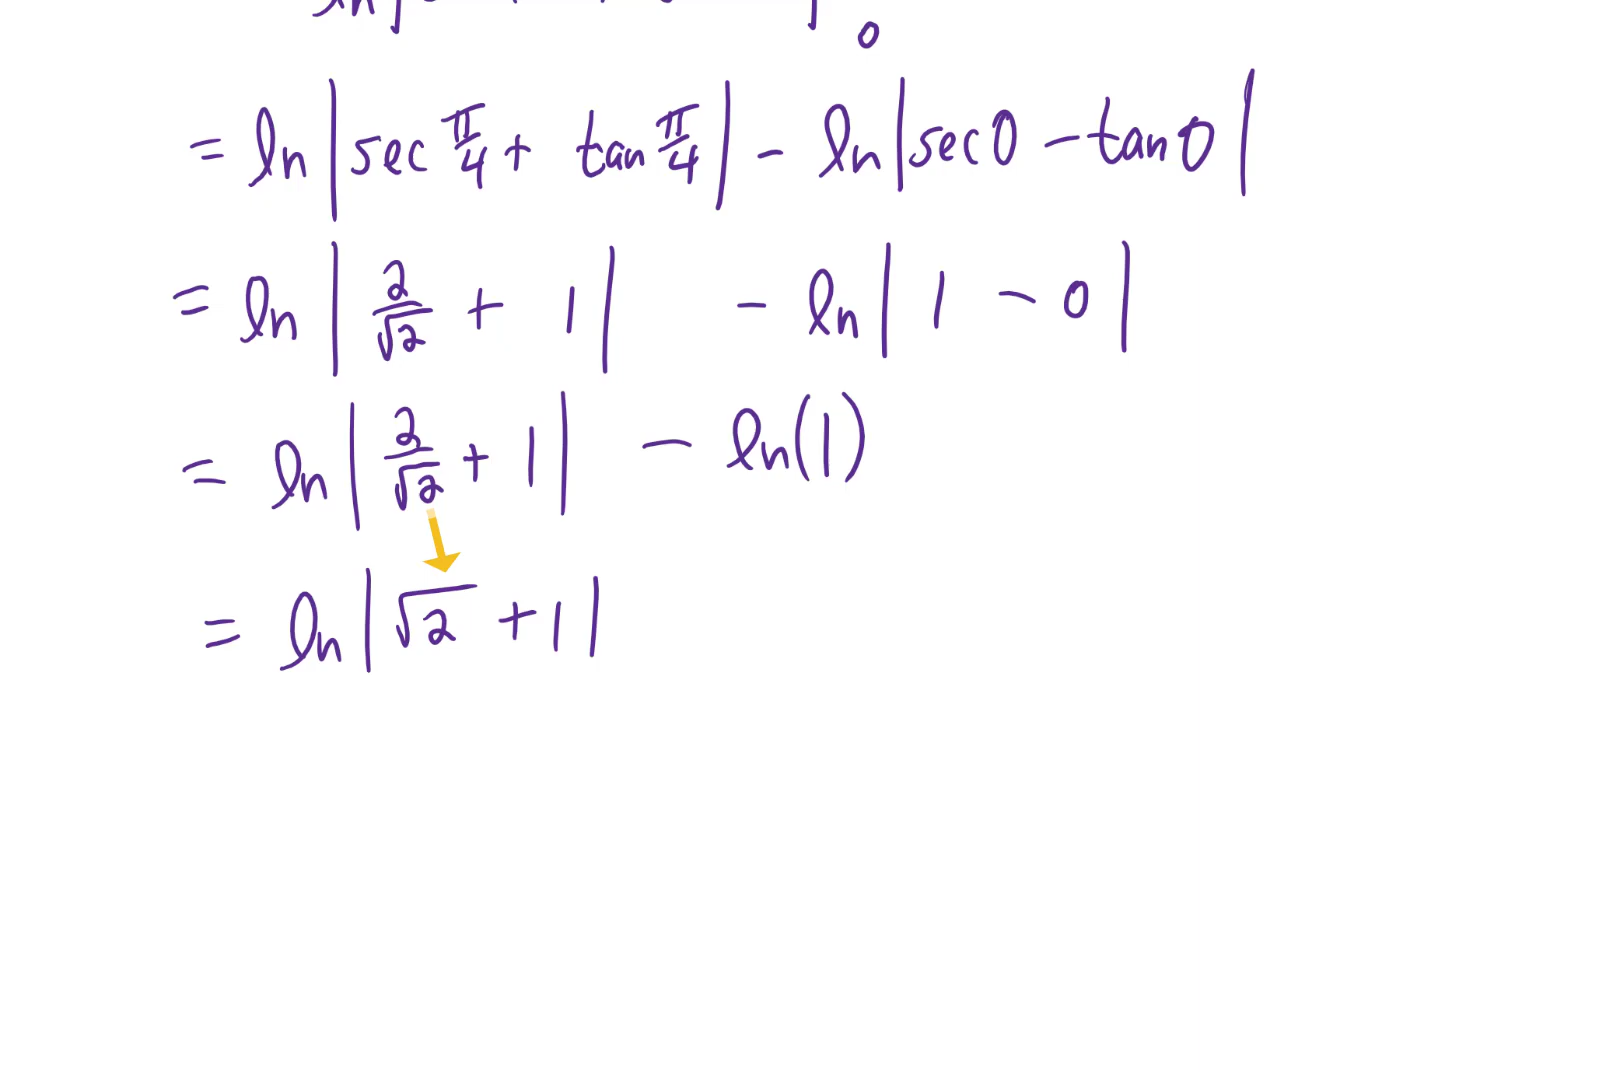 0
= ln |sec π/4 + tan π/4| - ln |sec 0 - tan 0|
= ln |2/√2 + 1| - ln |1 - 0|
= ln |2/√2 + 1| - ln(1)
= ln |√2 + 1|